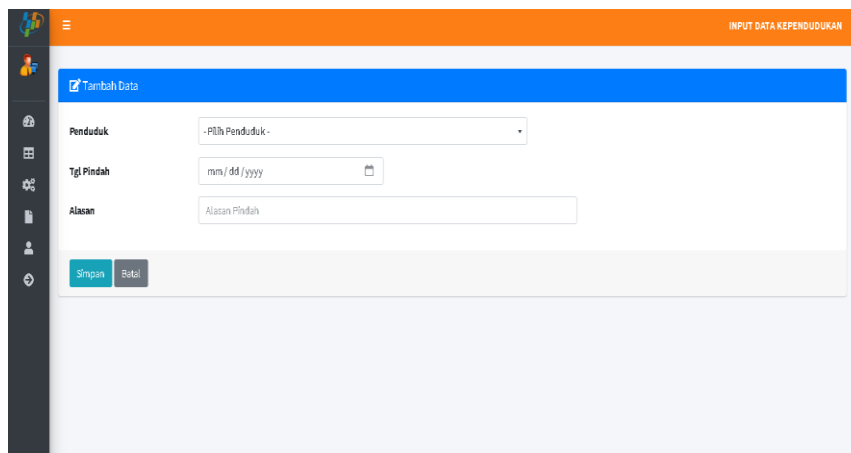 INPUT DATA KEPENDUDUKAN
Tambah Data
Penduduk
- Pilih Penduduk -
Tgl Pindah
mm / dd / yyyy
Alasan
Alasan Pindah
Simpan
Batal